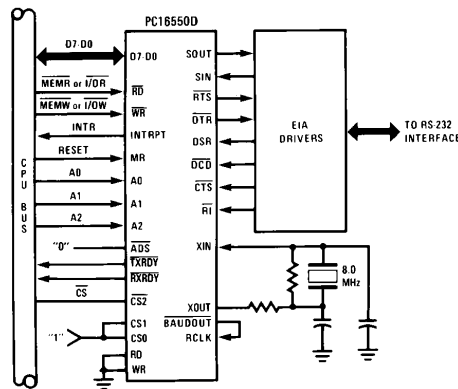 PC16550D
D7-D0 D7-D0 SOUT
SIN
MEMR or I/OR RD
RTS
MEMW or I/OW WR
DTR
INTR INTRPT
DSR
RESET MR
DCD
A0 A0
CTS
A1 A1
RI
A2 A2
"0" ADS XIN
TXRDY
RXRDY
CS CS2 XOUT
"1" CS1 BAUDOUT
CS0 RCLK
RD
WR
CPU BUS
EIA
DRIVERS
TO RS-232
INTERFACE
8.0
MHz